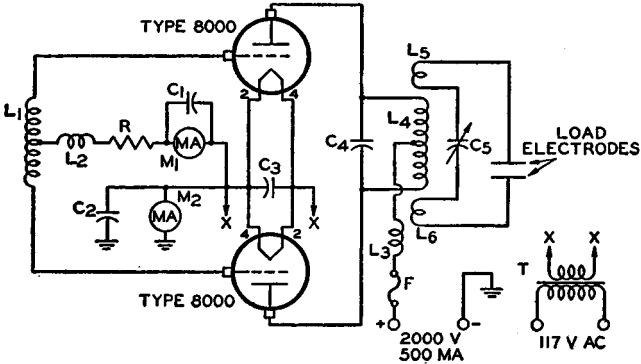 TYPE 8000
2 4
L1
L2
R
C1
MA
M1
C3
C2
M2
MA
X X
4 2
TYPE 8000
C4
L4
L5
C5
L6
LOAD
ELECTRODES
L3
F
+ -
2000 V
500 MA
X X
T
117 V AC